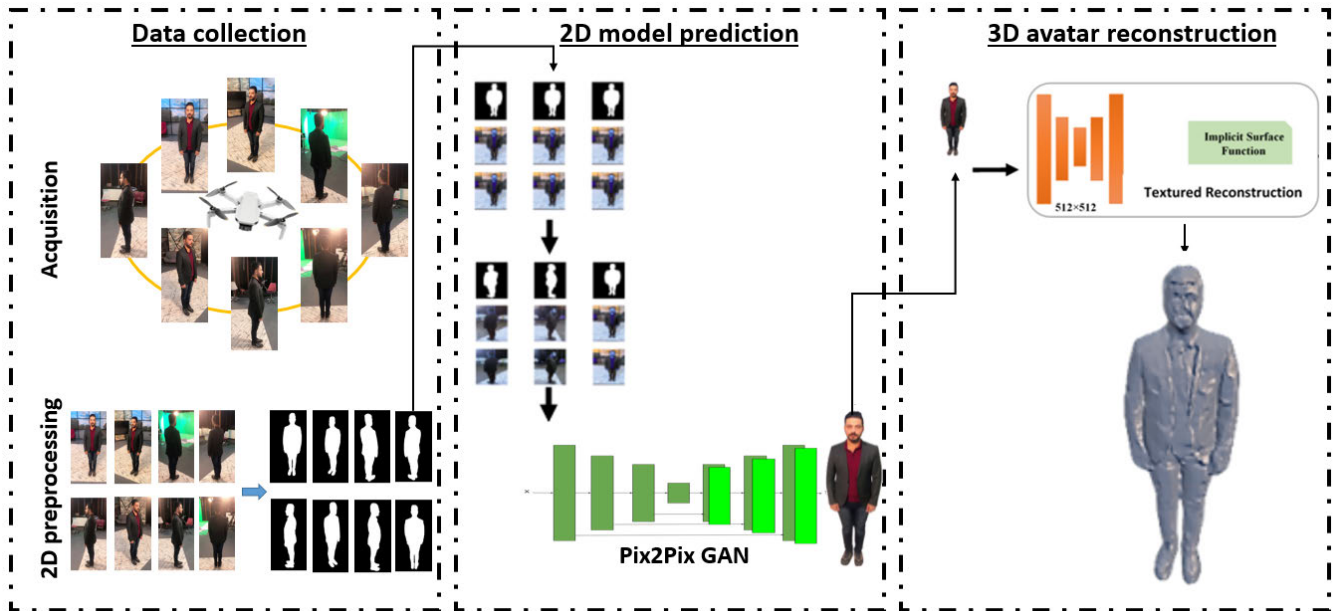 Data collection
Acquisition
2D preprocessing
2D model prediction
x
Pix2Pix GAN
3D avatar reconstruction
Implicit Surface
Function
Textured Reconstruction
512×512